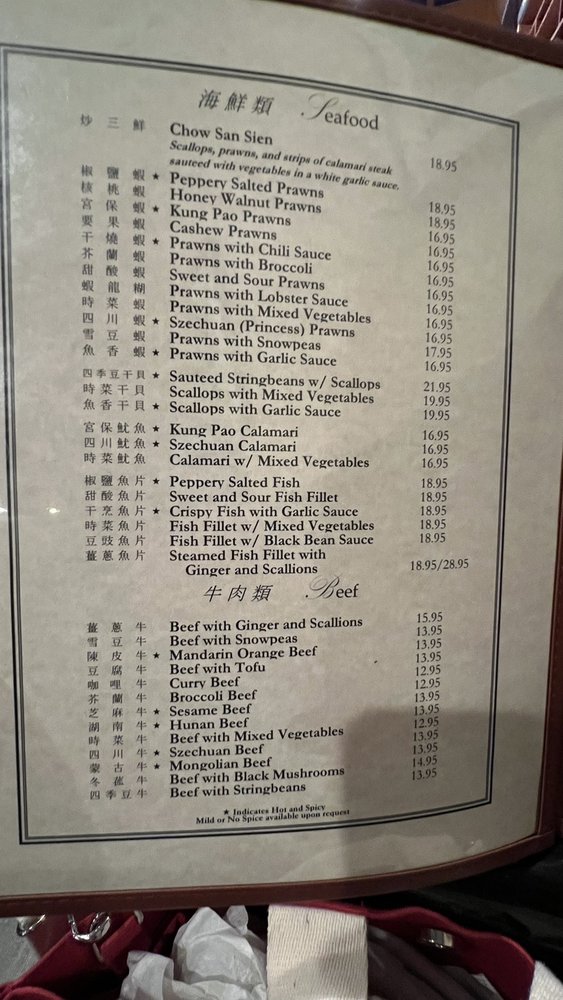 海鮮類 Seafood
炒三鮮 Chow San Sien 18.95
Scallops, prawns, and strips of calamari steak
sauteed with vegetables in a white garlic sauce.
椒鹽蝦 ★ Peppery Salted Prawns 18.95
核桃蝦 Honey Walnut Prawns 18.95
宮保蝦 ★ Kung Pao Prawns 16.95
要果蝦 Cashew Prawns 16.95
干燒蝦 ★ Prawns with Chili Sauce 16.95
芥蘭蝦 Prawns with Broccoli 16.95
甜酸蝦 Sweet and Sour Prawns 16.95
蝦龍糊 Prawns with Lobster Sauce 16.95
時菜蝦 Prawns with Mixed Vegetables 16.95
四川蝦 ★ Szechuan (Princess) Prawns 16.95
雪豆蝦 Prawns with Snowpeas 17.95
魚香蝦 ★ Prawns with Garlic Sauce 16.95
四季豆干貝 ★ Sauteed Stringbeans w/ Scallops 21.95
時菜干貝 Scallops with Mixed Vegetables 19.95
魚香干貝 ★ Scallops with Garlic Sauce 19.95
宮保魷魚 ★ Kung Pao Calamari 16.95
四川魷魚 ★ Szechuan Calamari 16.95
時菜魷魚 Calamari w/ Mixed Vegetables 16.95
椒鹽魚片 ★ Peppery Salted Fish 18.95
甜酸魚片 Sweet and Sour Fish Fillet 18.95
干烹魚片 ★ Crispy Fish with Garlic Sauce 18.95
時菜魚片 Fish Fillet w/ Mixed Vegetables 18.95
豆豉魚片 Fish Fillet w/ Black Bean Sauce 18.95
薑蔥魚片 Steamed Fish Fillet with
Ginger and Scallions 18.95/28.95
牛肉類 Beef
薑蔥牛 Beef with Ginger and Scallions 15.95
雪豆牛 Beef with Snowpeas 13.95
陳皮牛 ★ Mandarin Orange Beef 13.95
豆腐牛 Beef with Tofu 13.95
咖哩牛 Curry Beef 12.95
芥蘭牛 Broccoli Beef 12.95
芝麻牛 ★ Sesame Beef 13.95
湖南牛 ★ Hunan Beef 13.95
時菜牛 Beef with Mixed Vegetables 12.95
四川牛 ★ Szechuan Beef 13.95
蒙古牛 ★ Mongolian Beef 13.95
冬菰牛 Beef with Black Mushrooms 14.95
四季豆牛 Beef with Stringbeans 13.95
★ Indicates Hot and Spicy
Mild or No Spice available upon request